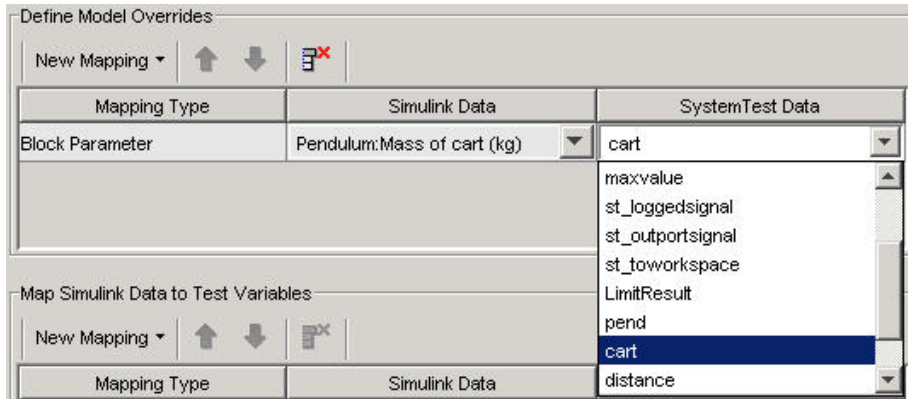 Define Model Overrides
New Mapping
Mapping Type Simulink Data SystemTest Data
Block Parameter Pendulum:Mass of cart (kg) cart
maxvalue
st_loggedsignal
st_outportsignal
st_toworkspace
LimitResult
pend
cart
distance
Map Simulink Data to Test Variables
New Mapping
Mapping Type Simulink Data